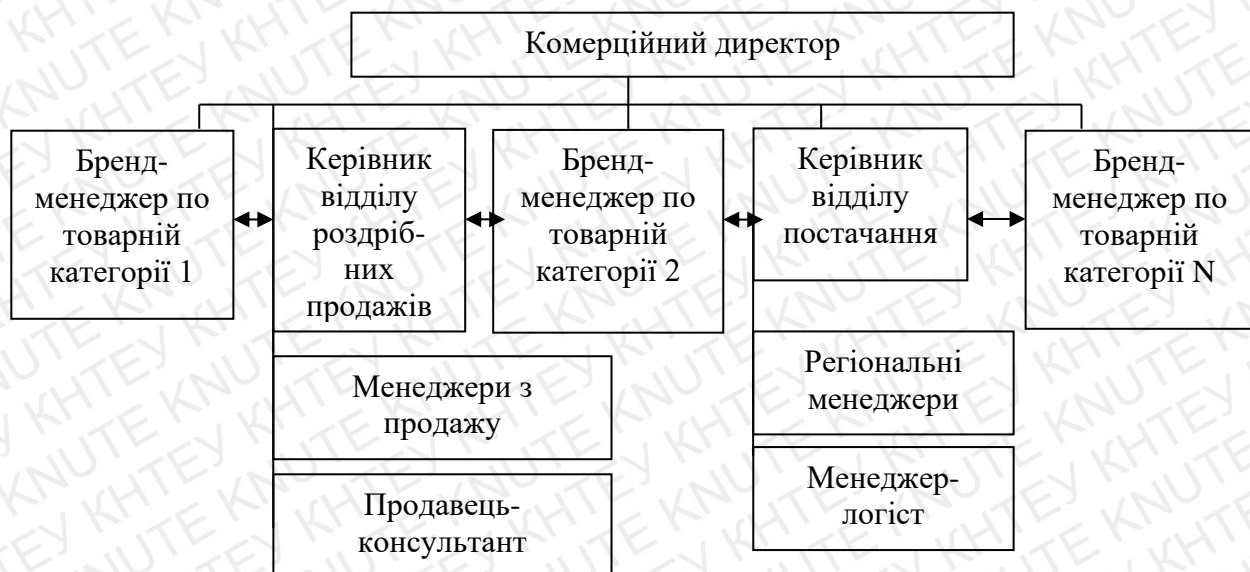 Комерційний директор
Бренд-
менеджер по
товарній
категорії 1
Керівник
відділу
роздріб-
них
продажів
Бренд-
менеджер по
товарній
категорії 2
Керівник
відділу
постачання
Бренд-
менеджер по
товарній
категорії N
Менеджери з
продажу
Продавець-
консультант
Регіональні
менеджери
Менеджер-
логіст